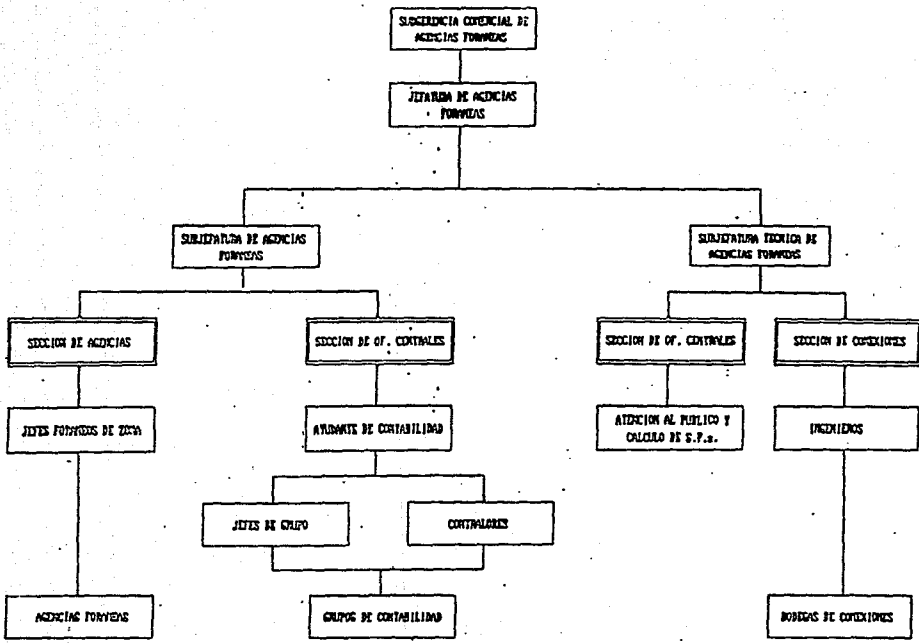 SUBGERENCIA COMERCIAL DE
AGENCIAS FORANEAS
JEFATURA DE AGENCIAS
FORANEAS
SUBJEFATURA DE AGENCIAS
FORANEAS
SUBJEFATURA TECNICA DE
AGENCIAS FORANEAS
SECCION DE AGENCIAS
SECCION DE OF. CENTRALES
SECCION DE OF. CENTRALES
SECCION DE CONEXIONES
JEFES FORANEOS DE ZONA
AYUDANTE DE CONTABILIDAD
ATENCION AL PUBLICO Y
CALCULO DE S.F.s.
INGENIEROS
JEFES DE GRUPO
CONTRALORES
AGENCIAS FORANEAS
GRUPOS DE CONTABILIDAD
BODEGAS DE CONEXIONES